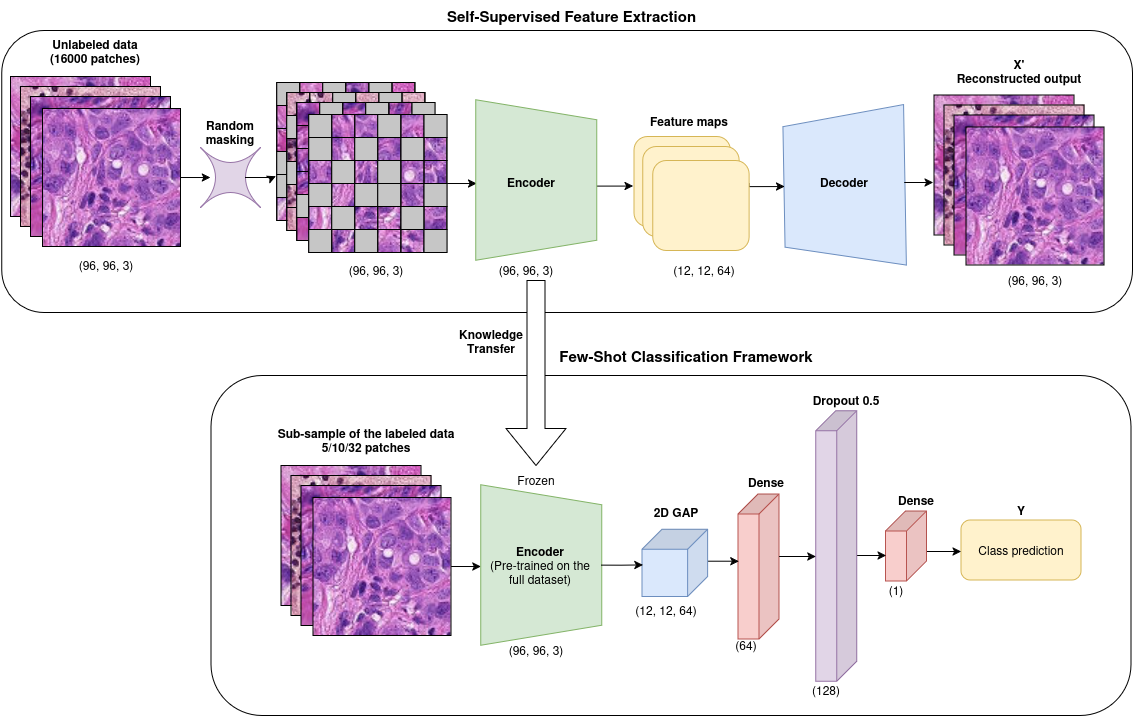 Self-Supervised Feature Extraction
Unlabeled data
(16000 patches)
Random
masking
Encoder
Feature maps
Decoder
X'
Reconstructed output
(96, 96, 3)
(96, 96, 3)
(96, 96, 3)
(12, 12, 64)
(96, 96, 3)
Knowledge
Transfer
Few-Shot Classification Framework
Sub-sample of the labeled data
5/10/32 patches
Frozen
Encoder
(Pre-trained on the
full dataset)
(96, 96, 3)
2D GAP
(12, 12, 64)
Dense
(64)
Dropout 0.5
(128)
Dense
(1)
Y
Class prediction